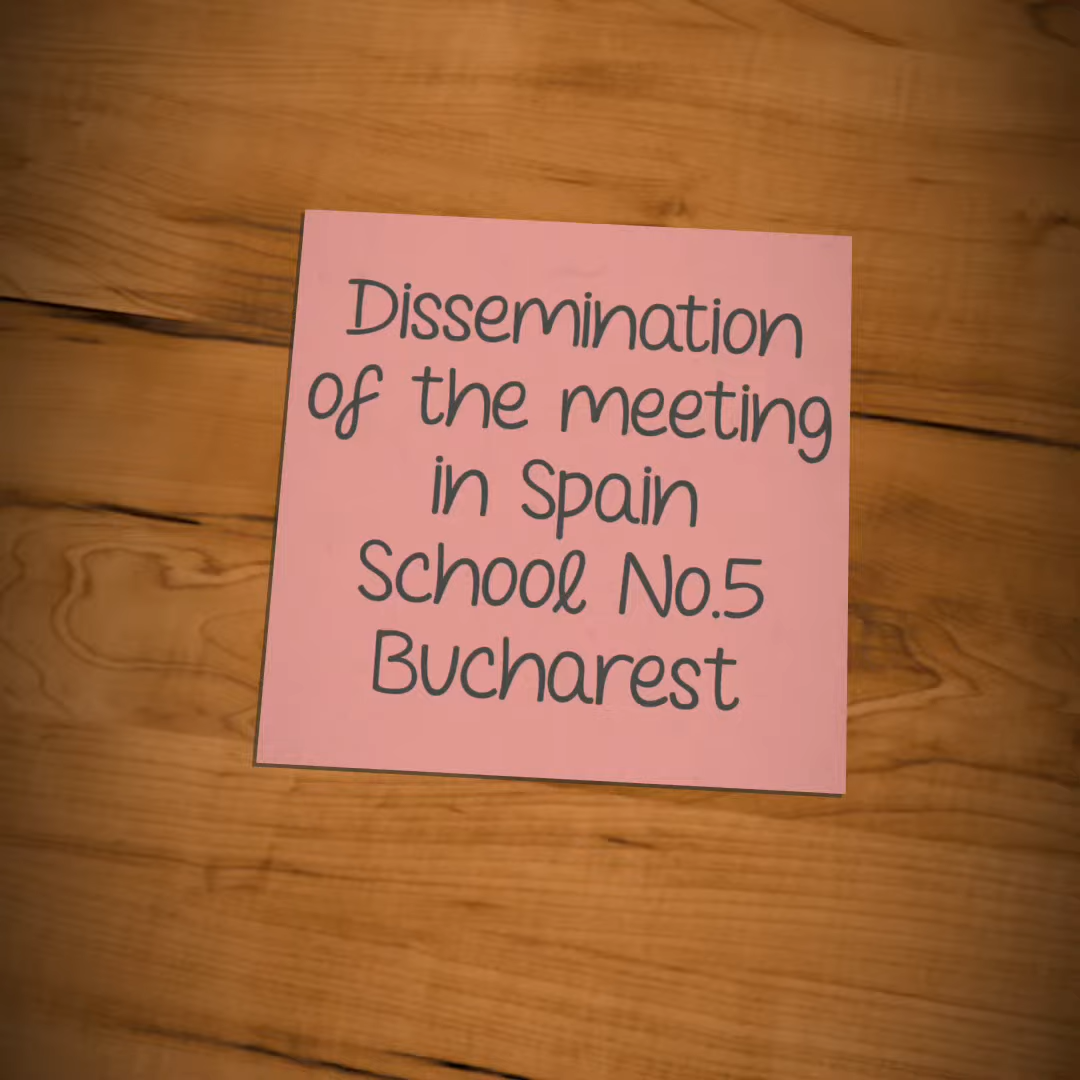 Dissemination
of the meeting
in Spain
School No.5
Bucharest